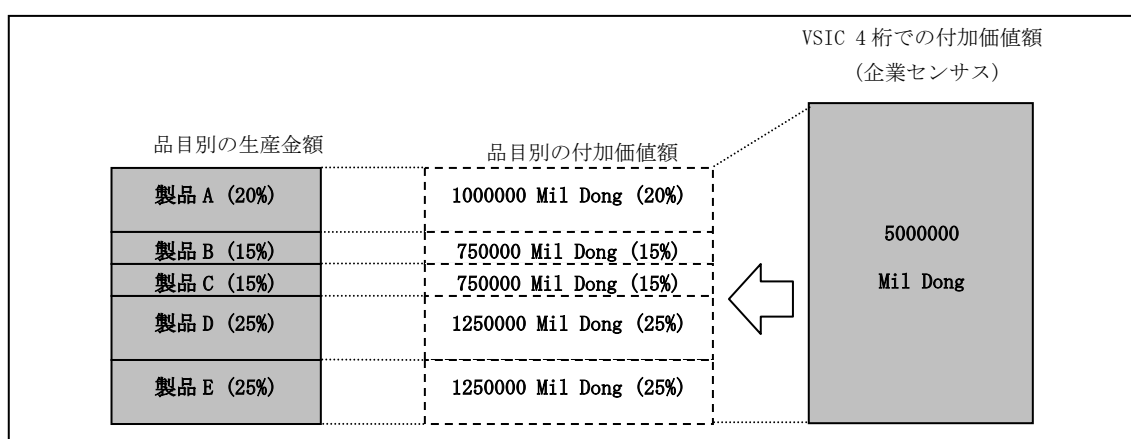 VSIC 4桁での付加価値額
(企業センサス)
品目別の生産金額
品目別の付加価値額
製品 A (20%)
1000000 Mil Dong (20%)
製品 B (15%)
750000 Mil Dong (15%)
製品 C (15%)
750000 Mil Dong (15%)
製品 D (25%)
1250000 Mil Dong (25%)
製品 E (25%)
1250000 Mil Dong (25%)
5000000
Mil Dong